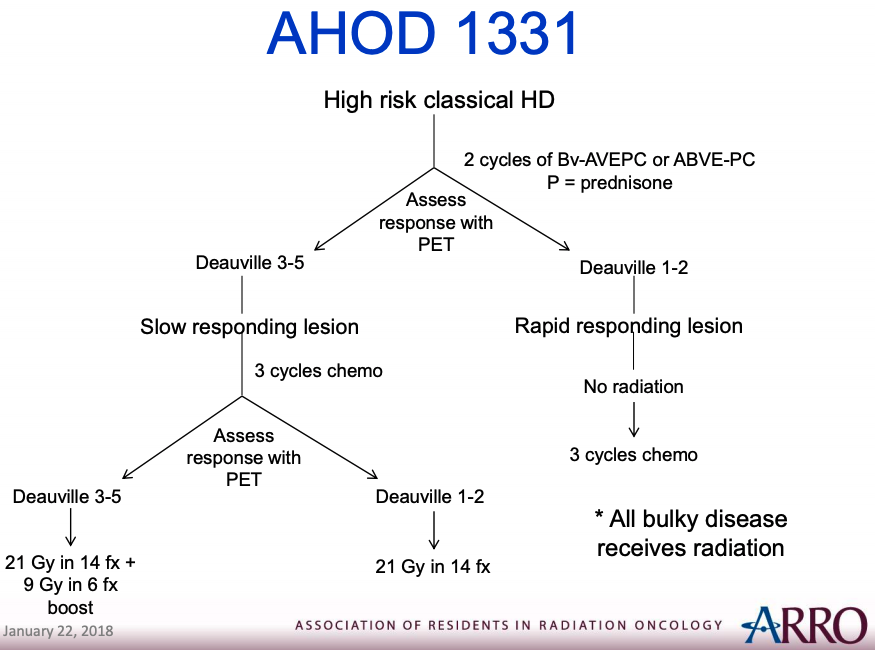 AHOD 1331
High risk classical HD
2 cycles of Bv-AVEPC or ABVE-PC
P = prednisone
Assess
response with
PET
Deauville 3-5
Deauville 1-2
Slow responding lesion
Rapid responding lesion
3 cycles chemo
No radiation
Assess
response with
PET
3 cycles chemo
Deauville 3-5
Deauville 1-2
* All bulky disease
receives radiation
21 Gy in 14 fx +
9 Gy in 6 fx
boost
21 Gy in 14 fx
January 22, 2018
ASSOCIATION OF RESIDENTS IN RADIATION ONCOLOGY
ARRO